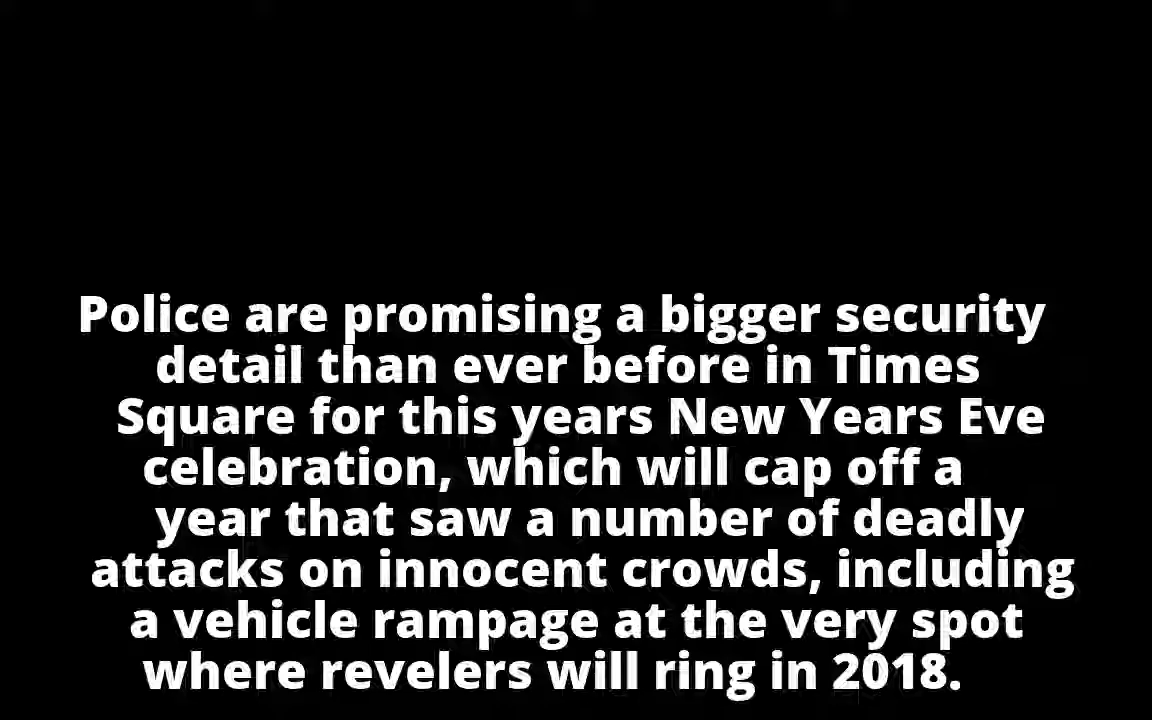 Police are promising a bigger security
detail than ever before in Times
Square for this years New Years Eve
celebration, which will cap off a
year that saw a number of deadly
attacks on innocent crowds, including
a vehicle rampage at the very spot
where revelers will ring in 2018.